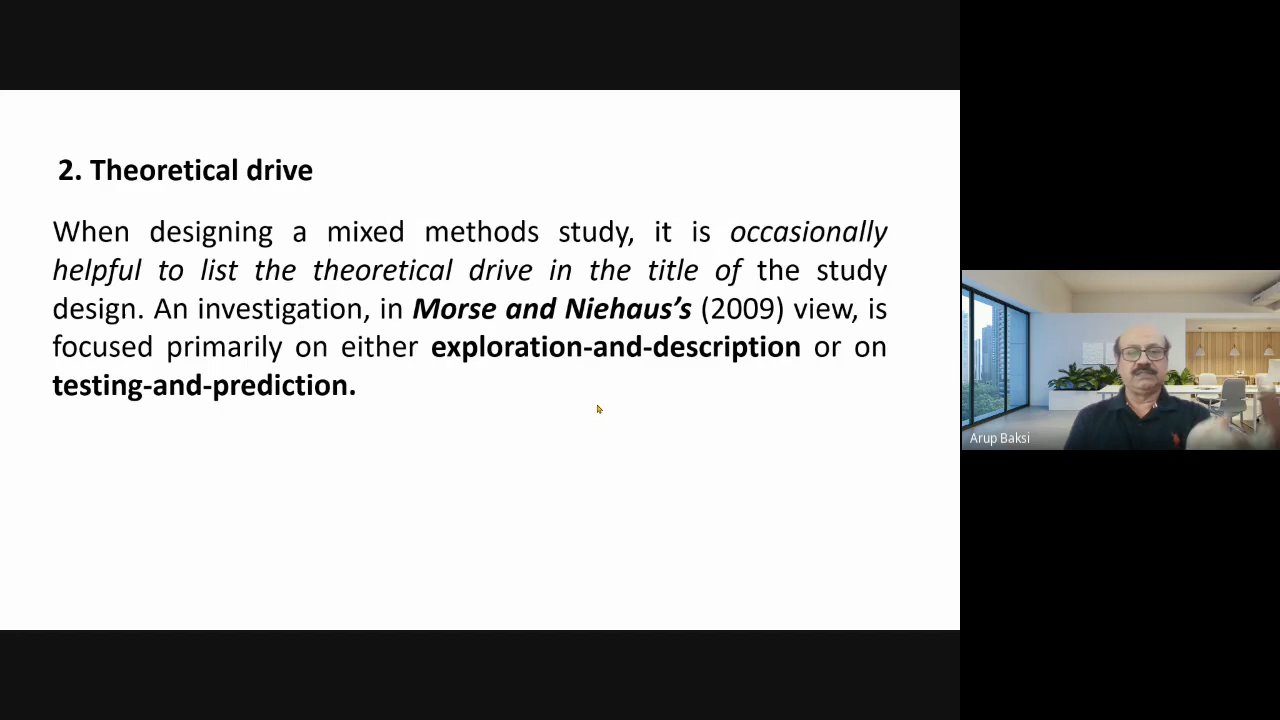 2. Theoretical drive
When designing a mixed methods study, it is occasionally
helpful to list the theoretical drive in the title of the study
design. An investigation, in Morse and Niehaus’s (2009) view, is
focused primarily on either exploration-and-description or on
testing-and-prediction.
Arup Baksi